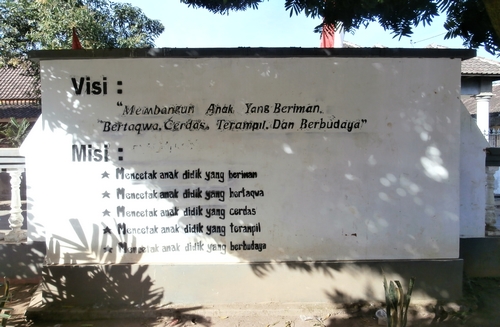 Visi :
"Membangun Anak Yang Beriman,
"Bertaqwa, Cerdas, Terampil, Dan Berbudaya"
Misi :
★ Mencetak anak didik yang beriman
★ Mencetak anak didik yang bertaqwa
★ Mencetak anak didik yang cerdas
★ Mencetak anak didik yang terampil
★ Mencetak anak didik yang berbudaya